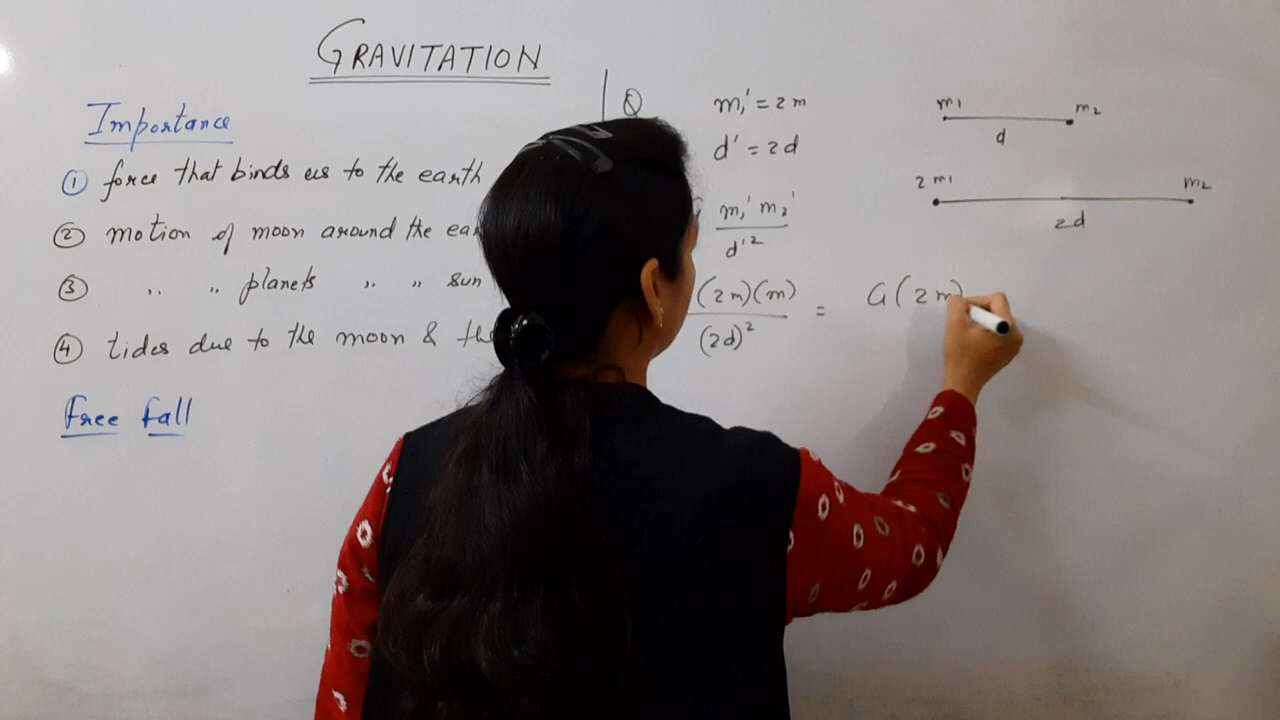 GRAVITATION
Importance
① force that binds us to the earth
② motion of moon around the
③ ,, ,, planets ,, ,, sun
④ tides due to the moon & the
Free fall
Q
m₁' = 2m
d' = 2d
m₁' m₂'
d'²
(2m)(m)
(2d)²
= G(2m)
m₁ m₂
d
2m₁ m₂
2d